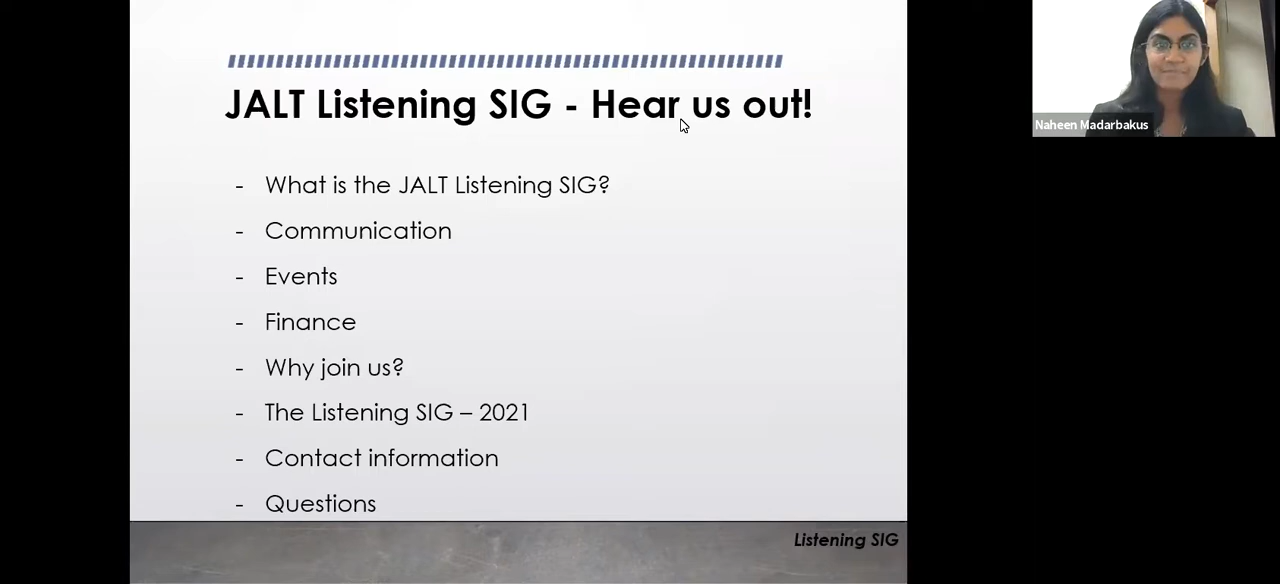 JALT Listening SIG - Hear us out!
Naheen Madarbakus
- What is the JALT Listening SIG?
- Communication
- Events
- Finance
- Why join us?
- The Listening SIG – 2021
- Contact information
- Questions
Listening SIG